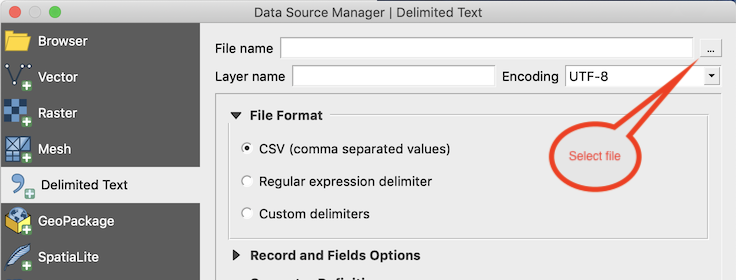 Data Source Manager | Delimited Text
Browser
Vector
Raster
Mesh
Delimited Text
GeoPackage
SpatiaLite
File name
...
Layer name
Encoding UTF-8
File Format
CSV (comma separated values)
Regular expression delimiter
Custom delimiters
Record and Fields Options
Select file